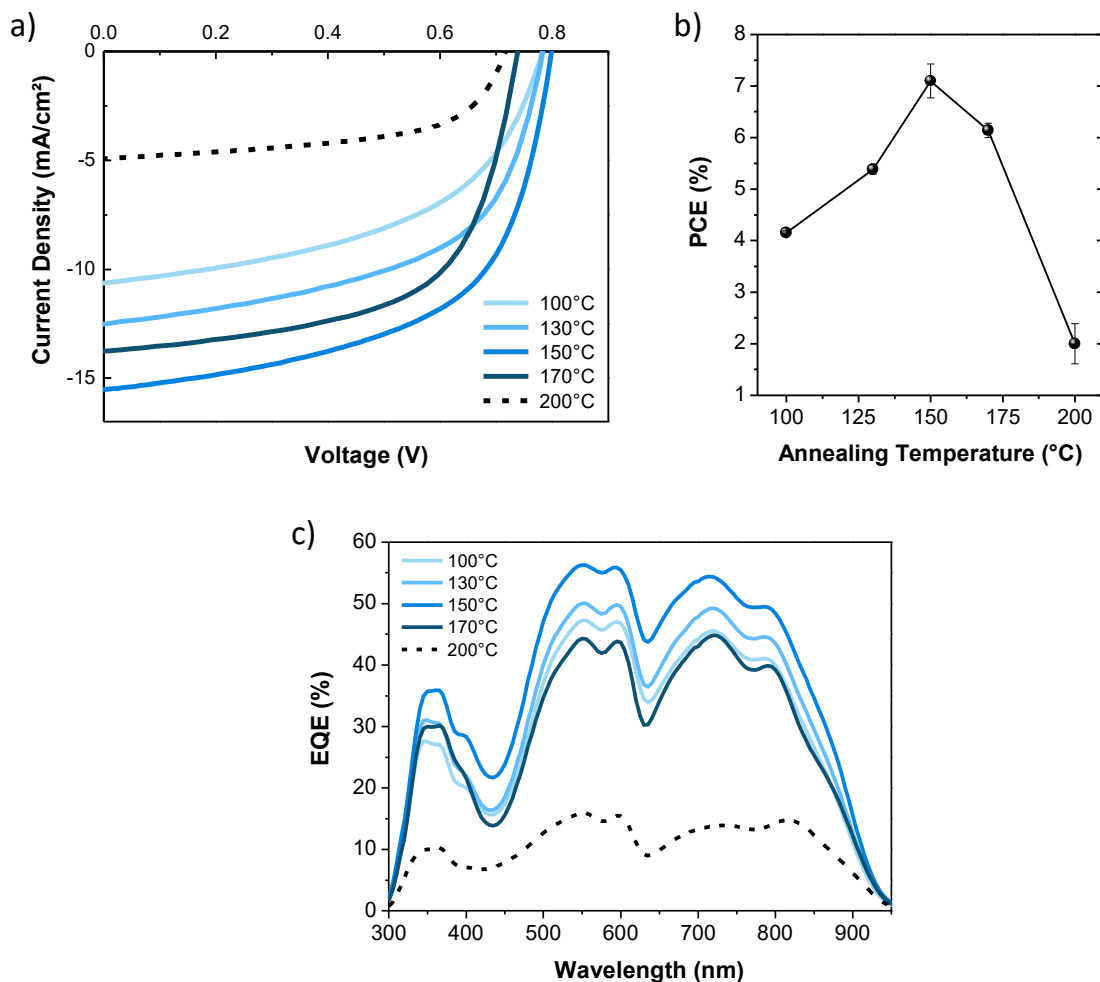 a)
0.0 0.2 0.4 0.6 0.8
0
-5
-10
-15
Current Density (mA/cm²)
100°C
130°C
150°C
170°C
200°C
Voltage (V)
b)
8
7
6
5
4
3
2
1
PCE (%)
100 125 150 175 200
Annealing Temperature (°C)
c)
60
50
40
30
20
10
0
EQE (%)
100°C
130°C
150°C
170°C
200°C
300 400 500 600 700 800 900
Wavelength (nm)